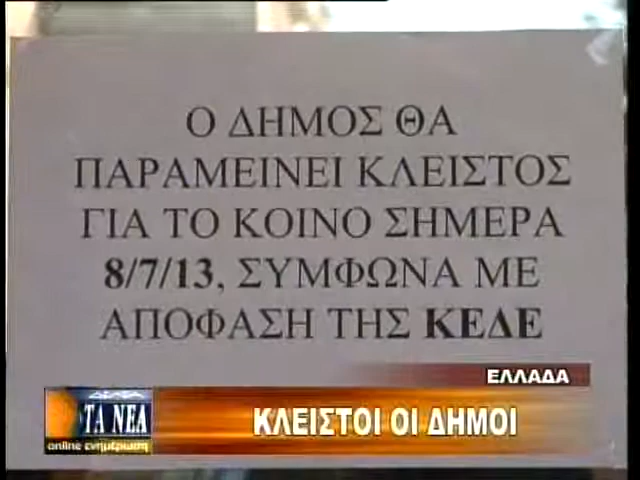 Ο ΔΗΜΟΣ ΘΑ
ΠΑΡΑΜΕΙΝΕΙ ΚΛΕΙΣΤΟΣ
ΓΙΑ ΤΟ ΚΟΙΝΟ ΣΗΜΕΡΑ
8/7/13, ΣΥΜΦΩΝΑ ΜΕ
ΑΠΟΦΑΣΗ ΤΗΣ ΚΕΔΕ
ΕΛΛΑΔΑ
ΤΑ ΝΕΑ
online ενημέρωση
ΚΛΕΙΣΤΟΙ ΟΙ ΔΗΜΟΙ